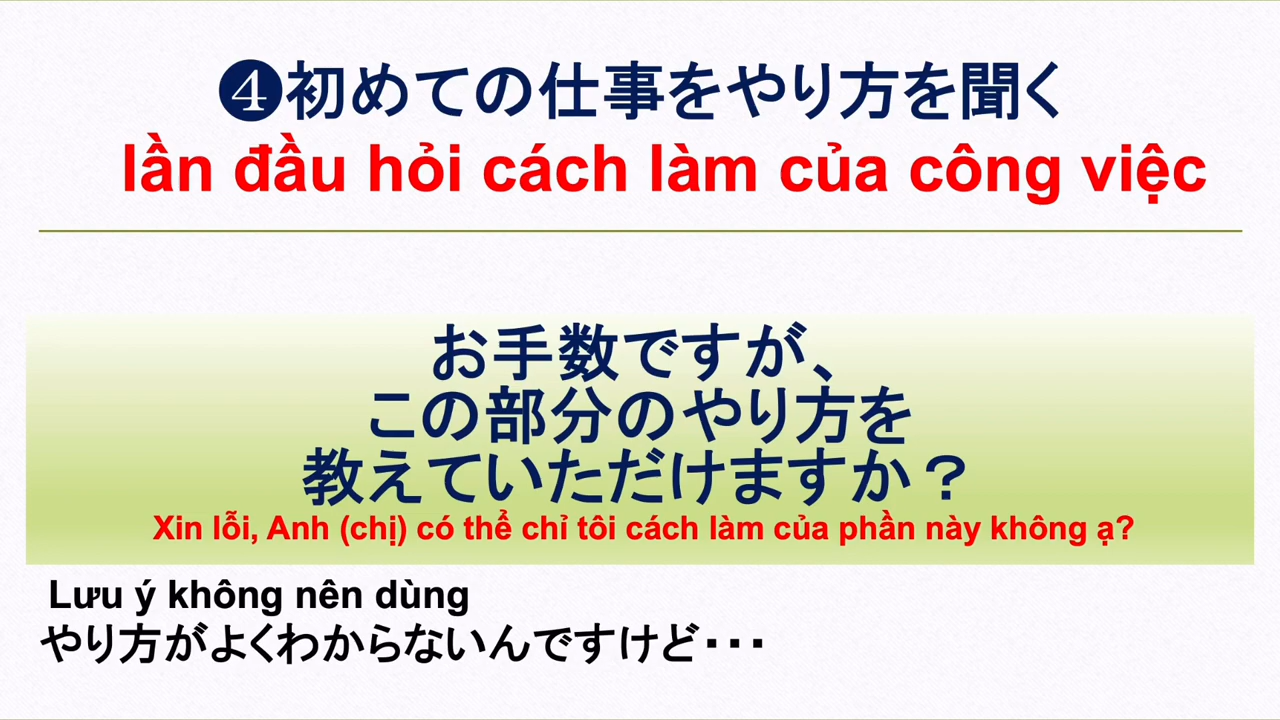 ❹初めての仕事をやり方を聞く
lần đầu hỏi cách làm của công việc
お手数ですが、
この部分のやり方を
教えていただけますか？
Xin lỗi, Anh (chị) có thể chỉ tôi cách làm của phần này không ạ?
Lưu ý không nên dùng
やり方がよくわからないんですけど・・・